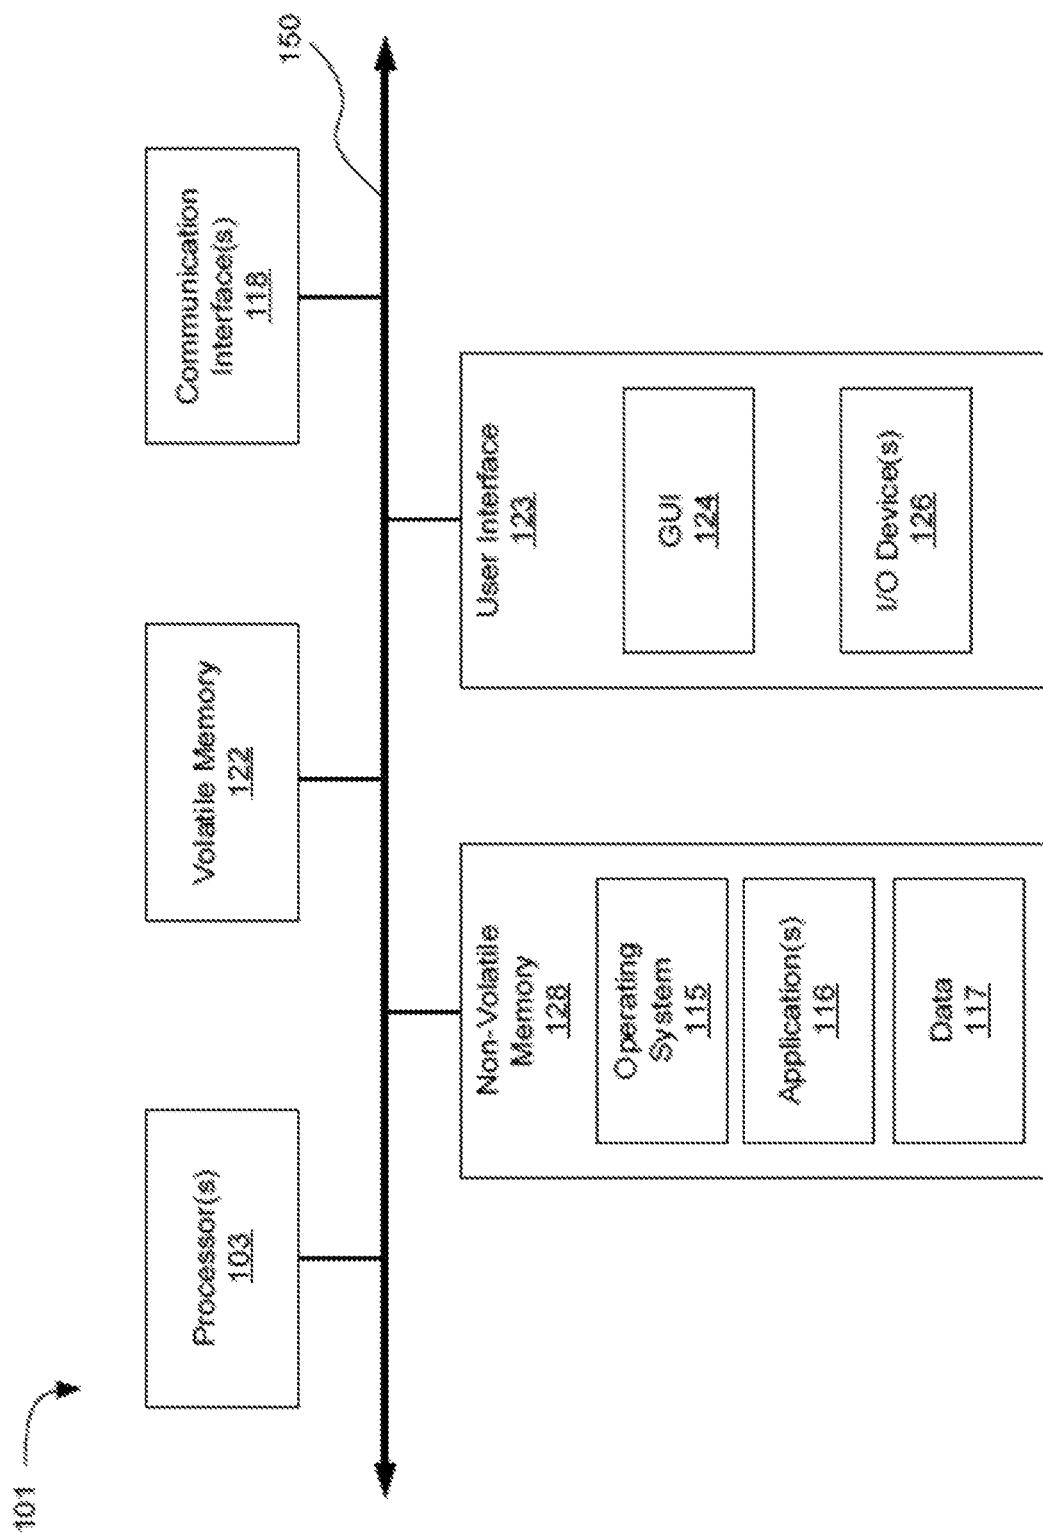 101
Processor(s)
103
Volatile Memory
122
Communication
Interface(s)
118
150
Non-Volatile
Memory
128
Operating
System
115
Application(s)
116
Data
117
User Interface
123
GUI
124
I/O Device(s)
126